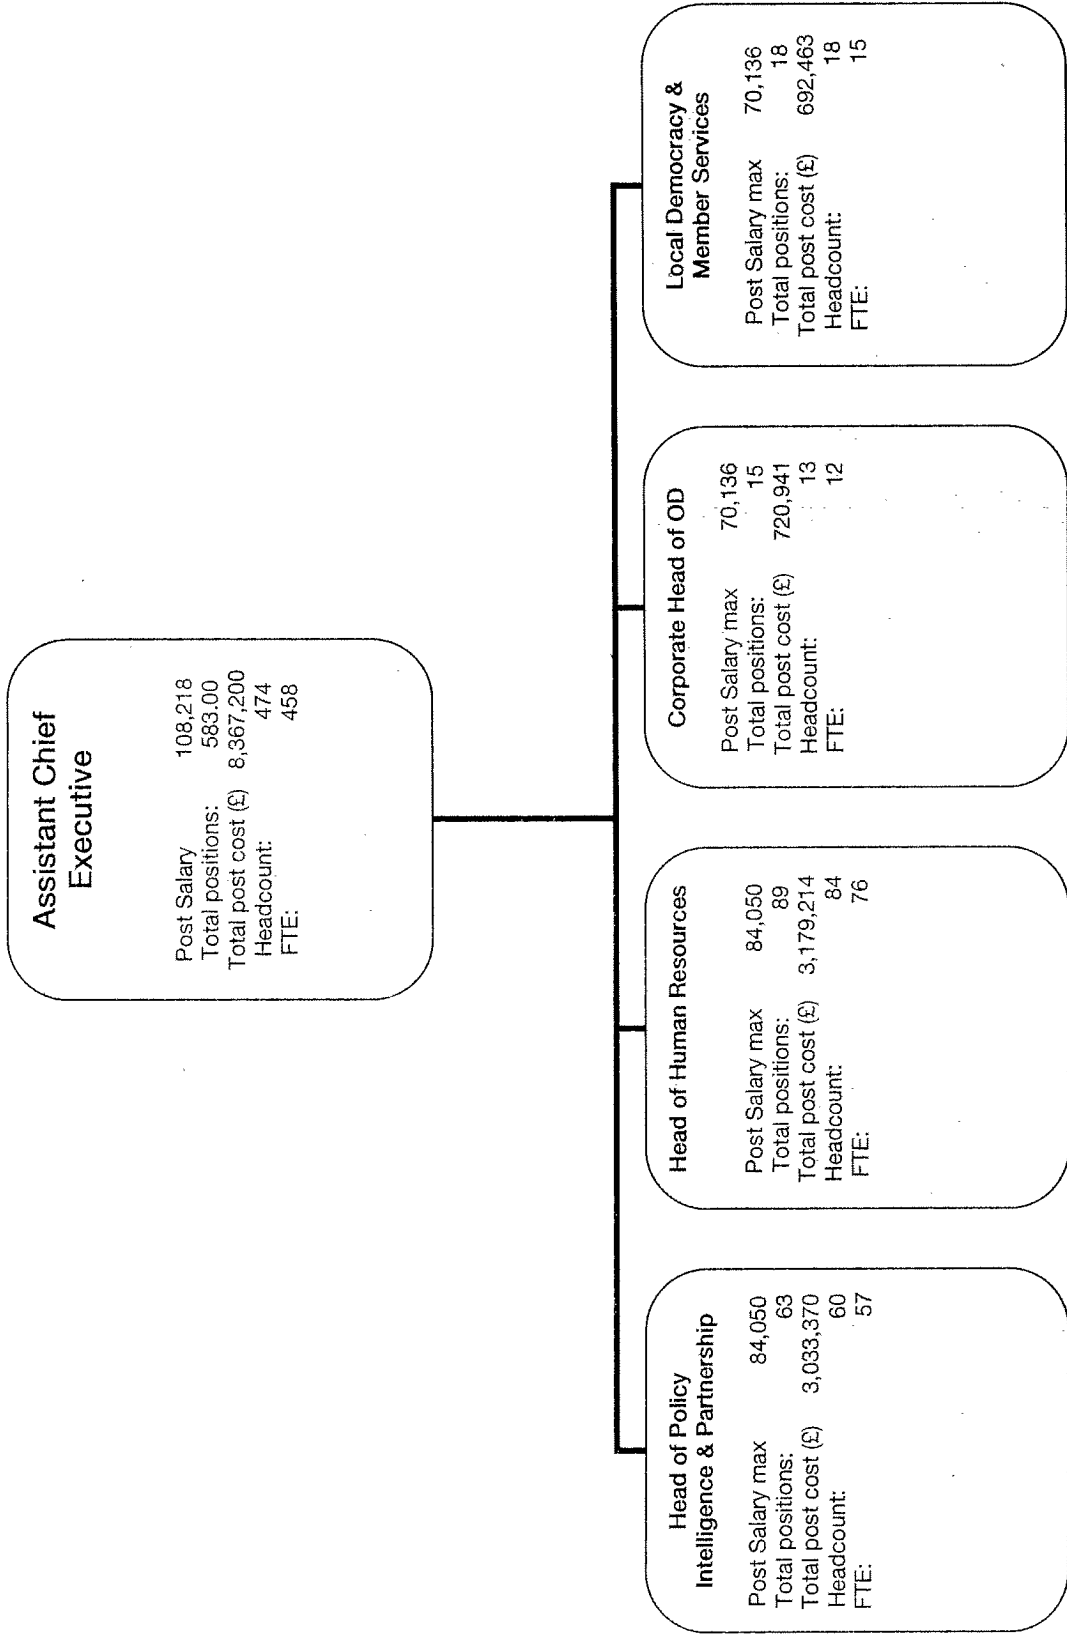 Assistant Chief
Executive
Post Salary 108,218
Total positions: 583.00
Total post cost (£) 8,367,200
Headcount: 474
FTE: 458
Head of Policy
Intelligence & Partnership
Post Salary max 84,050
Total positions: 63
Total post cost (£) 3,033,370
Headcount: 60
FTE: 57
Head of Human Resources
Post Salary max 84,050
Total positions: 89
Total post cost (£) 3,179,214
Headcount: 84
FTE: 76
Corporate Head of OD
Post Salary max 70,136
Total positions: 15
Total post cost (£) 720,941
Headcount: 13
FTE: 12
Local Democracy &
Member Services
Post Salary max 70,136
Total positions: 18
Total post cost (£) 692,463
Headcount: 18
FTE: 15